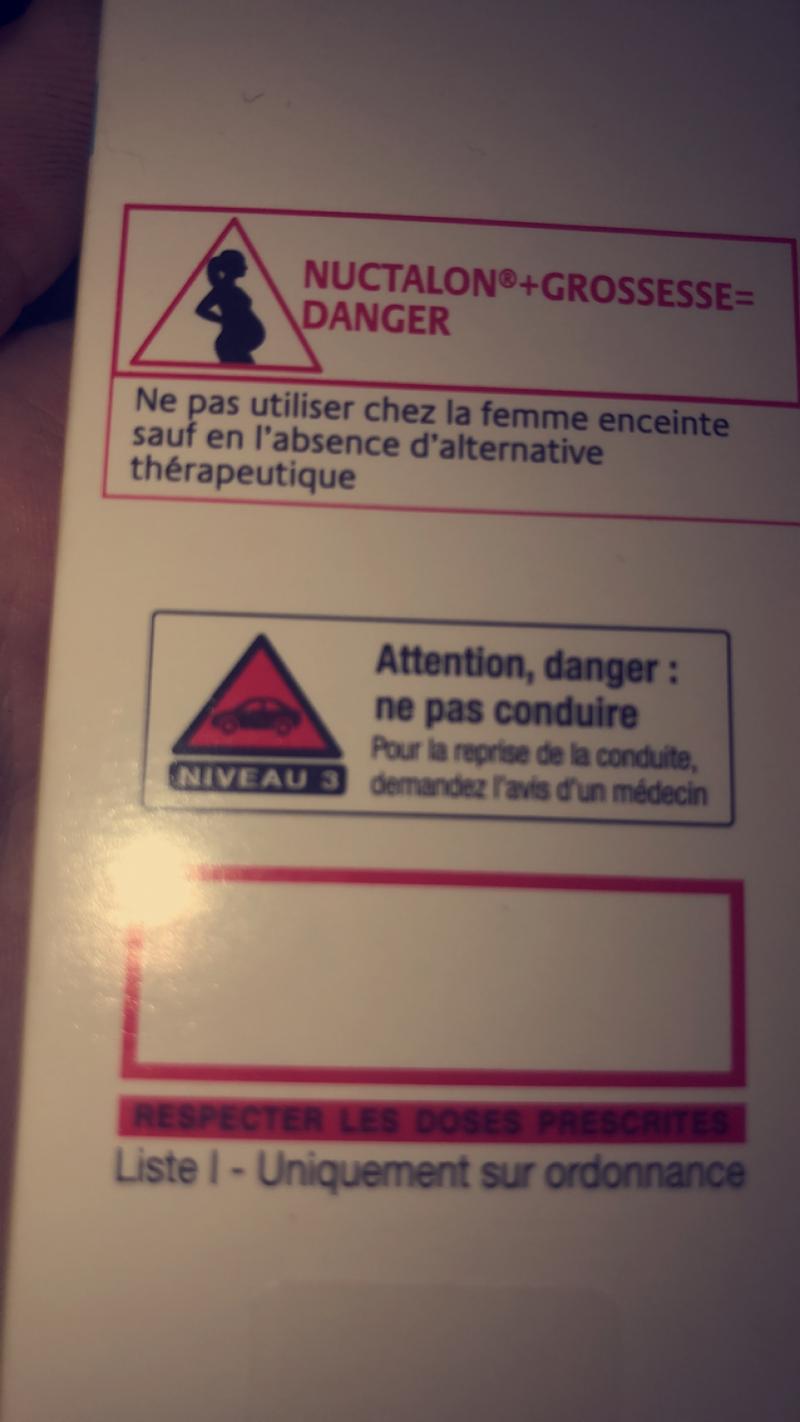 NUCTALON®+GROSSESSE=
DANGER
Ne pas utiliser chez la femme enceinte
sauf en l'absence d'alternative
thérapeutique
Attention, danger :
ne pas conduire
Pour la reprise de la conduite,
demandez l'avis d'un médecin
NIVEAU 3
RESPECTER LES DOSES PRESCRITES
Liste I - Uniquement sur ordonnance